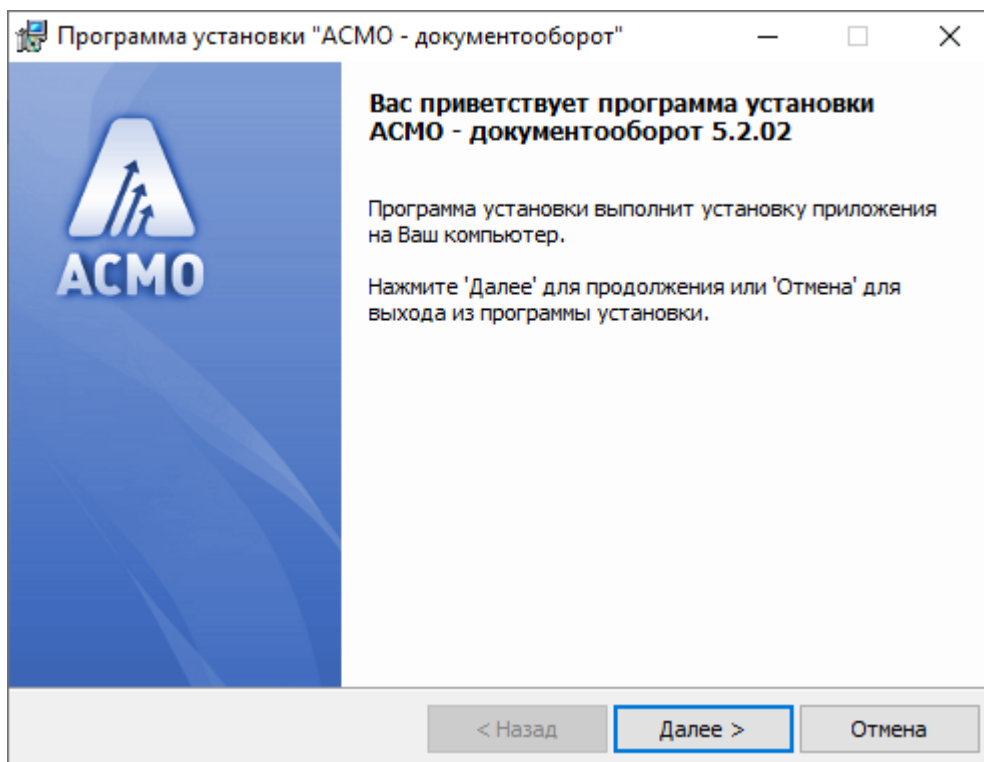 Программа установки "АСМО - документооборот"
Вас приветствует программа установки
АСМО - документооборот 5.2.02
АСМО
Программа установки выполнит установку приложения
на Ваш компьютер.
Нажмите 'Далее' для продолжения или 'Отмена' для
выхода из программы установки.
< Назад
Далее >
Отмена